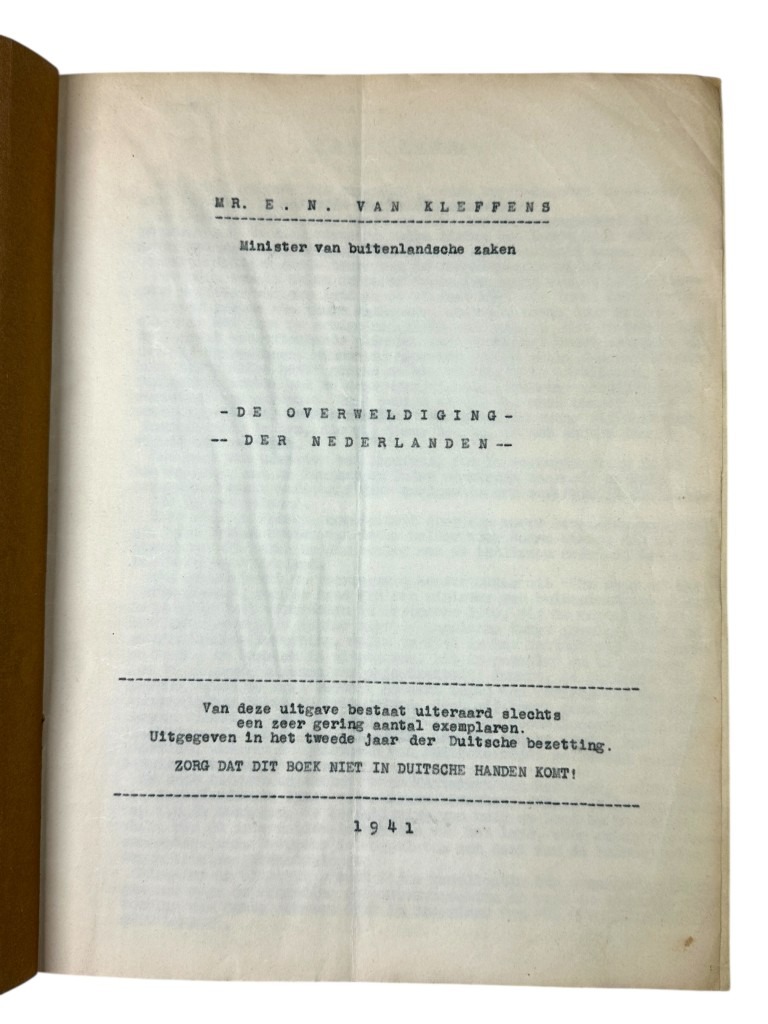 MR. E. N. VAN KLEFFENS
Minister van buitenlandsche zaken
-DE OVERWELDIGING-
-- DER NEDERLANDEN--
Van deze uitgave bestaat uiteraard slechts
een zeer gering aantal exemplaren.
Uitgegeven in het tweede jaar der Duitsche bezetting.
ZORG DAT DIT BOEK NIET IN DUITSCHE HANDEN KOMT!
1941